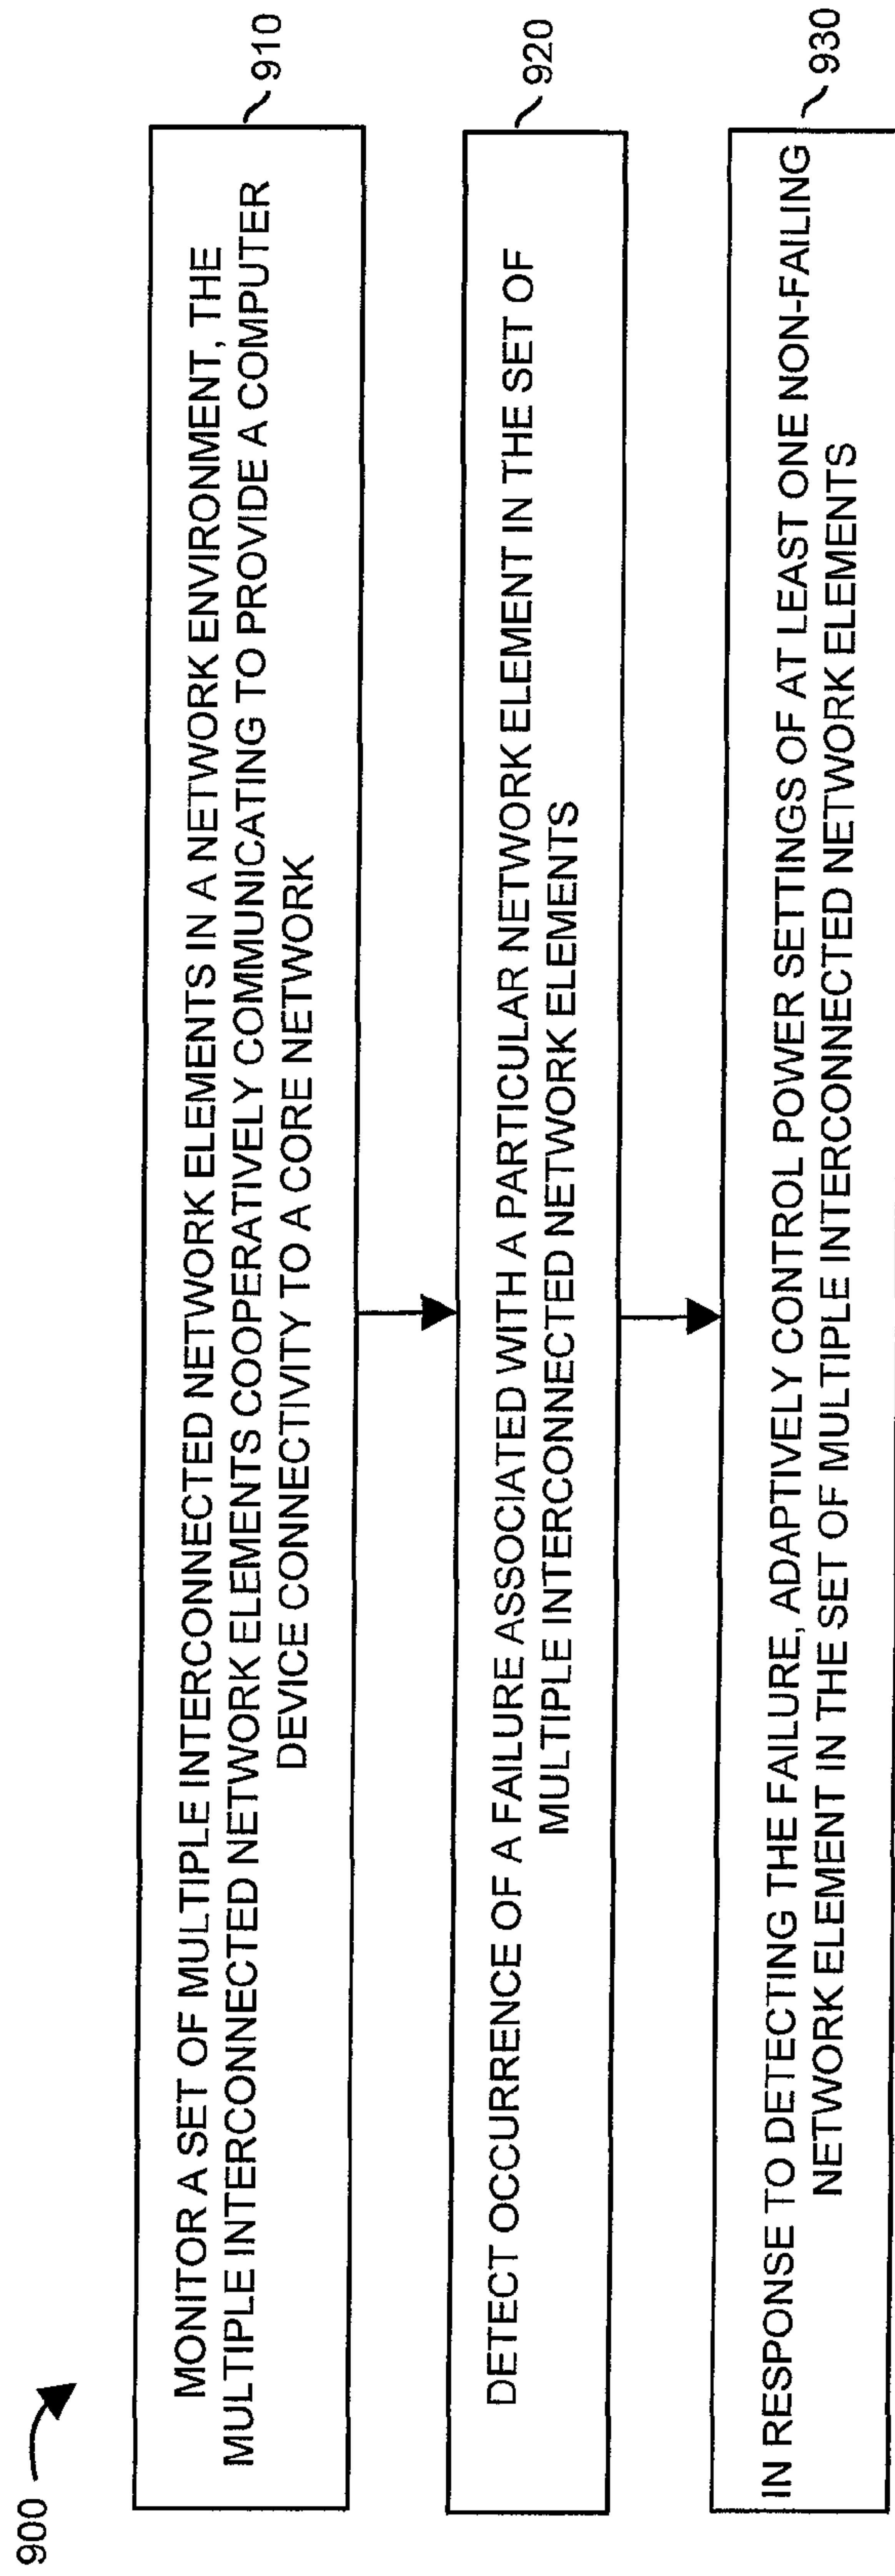 900
MONITOR A SET OF MULTIPLE INTERCONNECTED NETWORK ELEMENTS IN A NETWORK ENVIRONMENT, THE
MULTIPLE INTERCONNECTED NETWORK ELEMENTS COOPERATIVELY COMMUNICATING TO PROVIDE A COMPUTER
DEVICE CONNECTIVITY TO A CORE NETWORK
910
DETECT OCCURRENCE OF A FAILURE ASSOCIATED WITH A PARTICULAR NETWORK ELEMENT IN THE SET OF
MULTIPLE INTERCONNECTED NETWORK ELEMENTS
920
IN RESPONSE TO DETECTING THE FAILURE, ADAPTIVELY CONTROL POWER SETTINGS OF AT LEAST ONE NON-FAILING
NETWORK ELEMENT IN THE SET OF MULTIPLE INTERCONNECTED NETWORK ELEMENTS
930